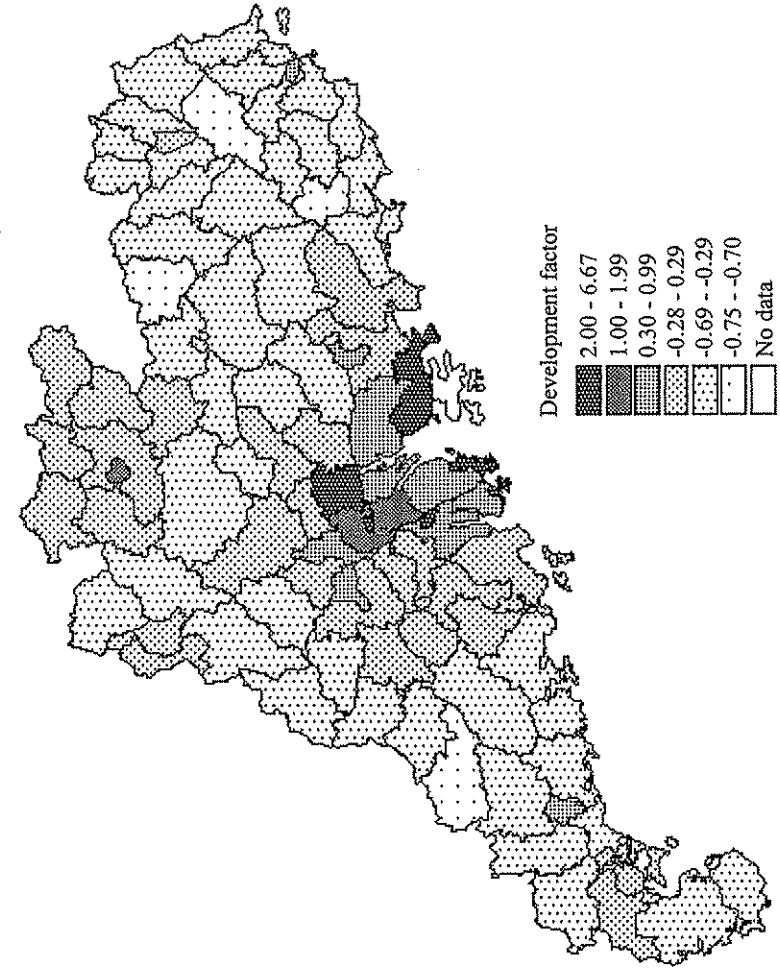 Development factor
2.00 - 6.67
1.00 - 1.99
0.30 - 0.99
-0.28 - 0.29
-0.69 - -0.29
-0.75 - -0.70
No data